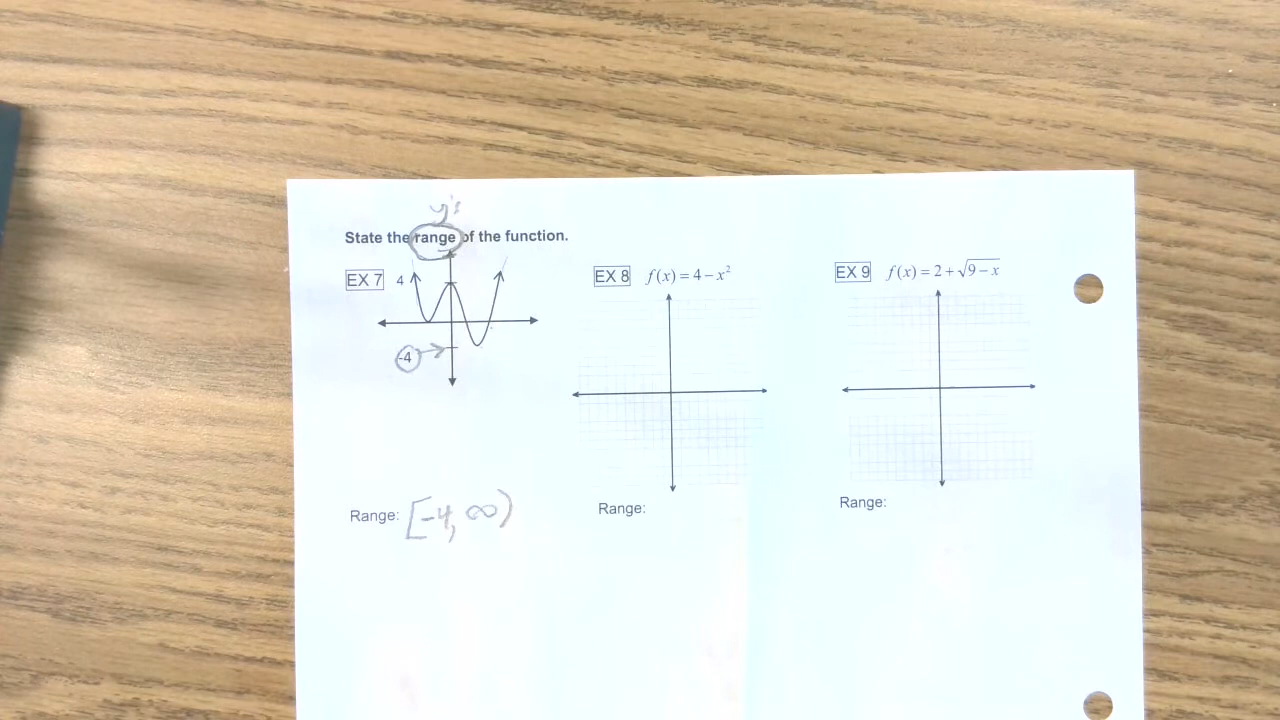 y's
State the range of the function.
EX 7 4
-4
Range: [-4, ∞)
EX 8 f(x) = 4 − x²
Range:
EX 9 f(x) = 2 + √9 − x
Range: